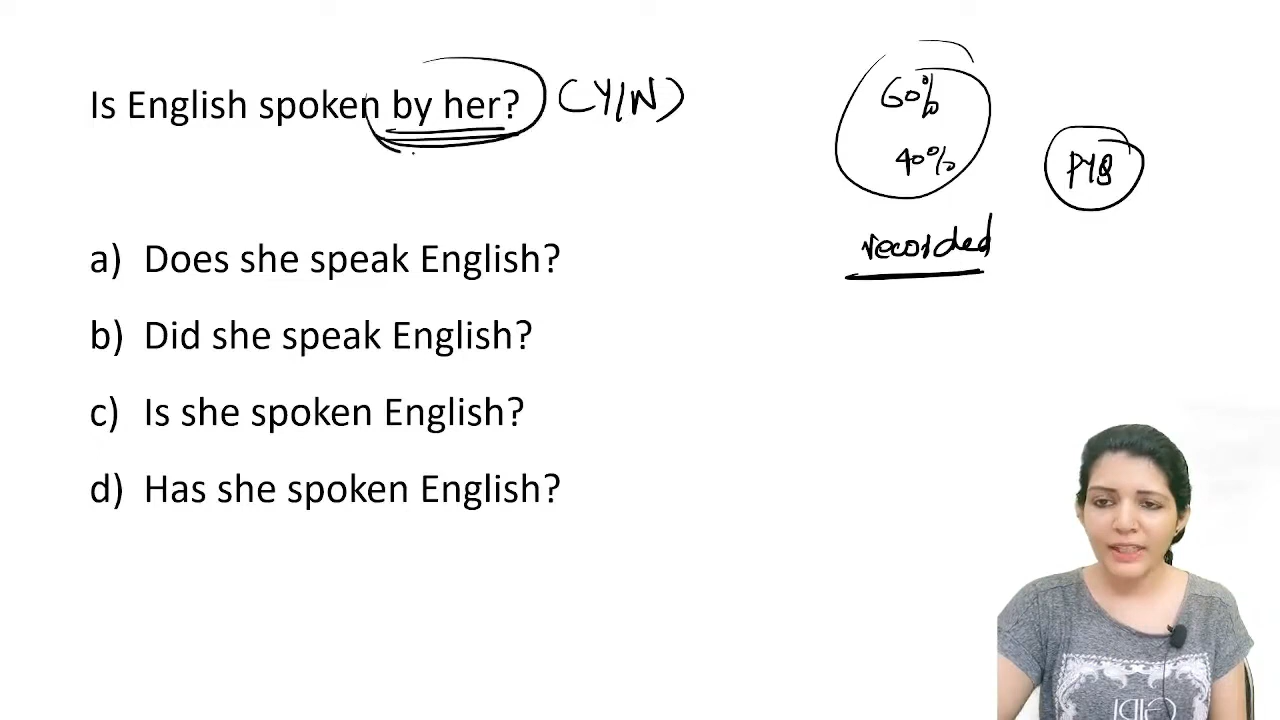 Is English spoken by her? (Y/N)
60%
40%
PYQ
recorded
a) Does she speak English?
b) Did she speak English?
c) Is she spoken English?
d) Has she spoken English?